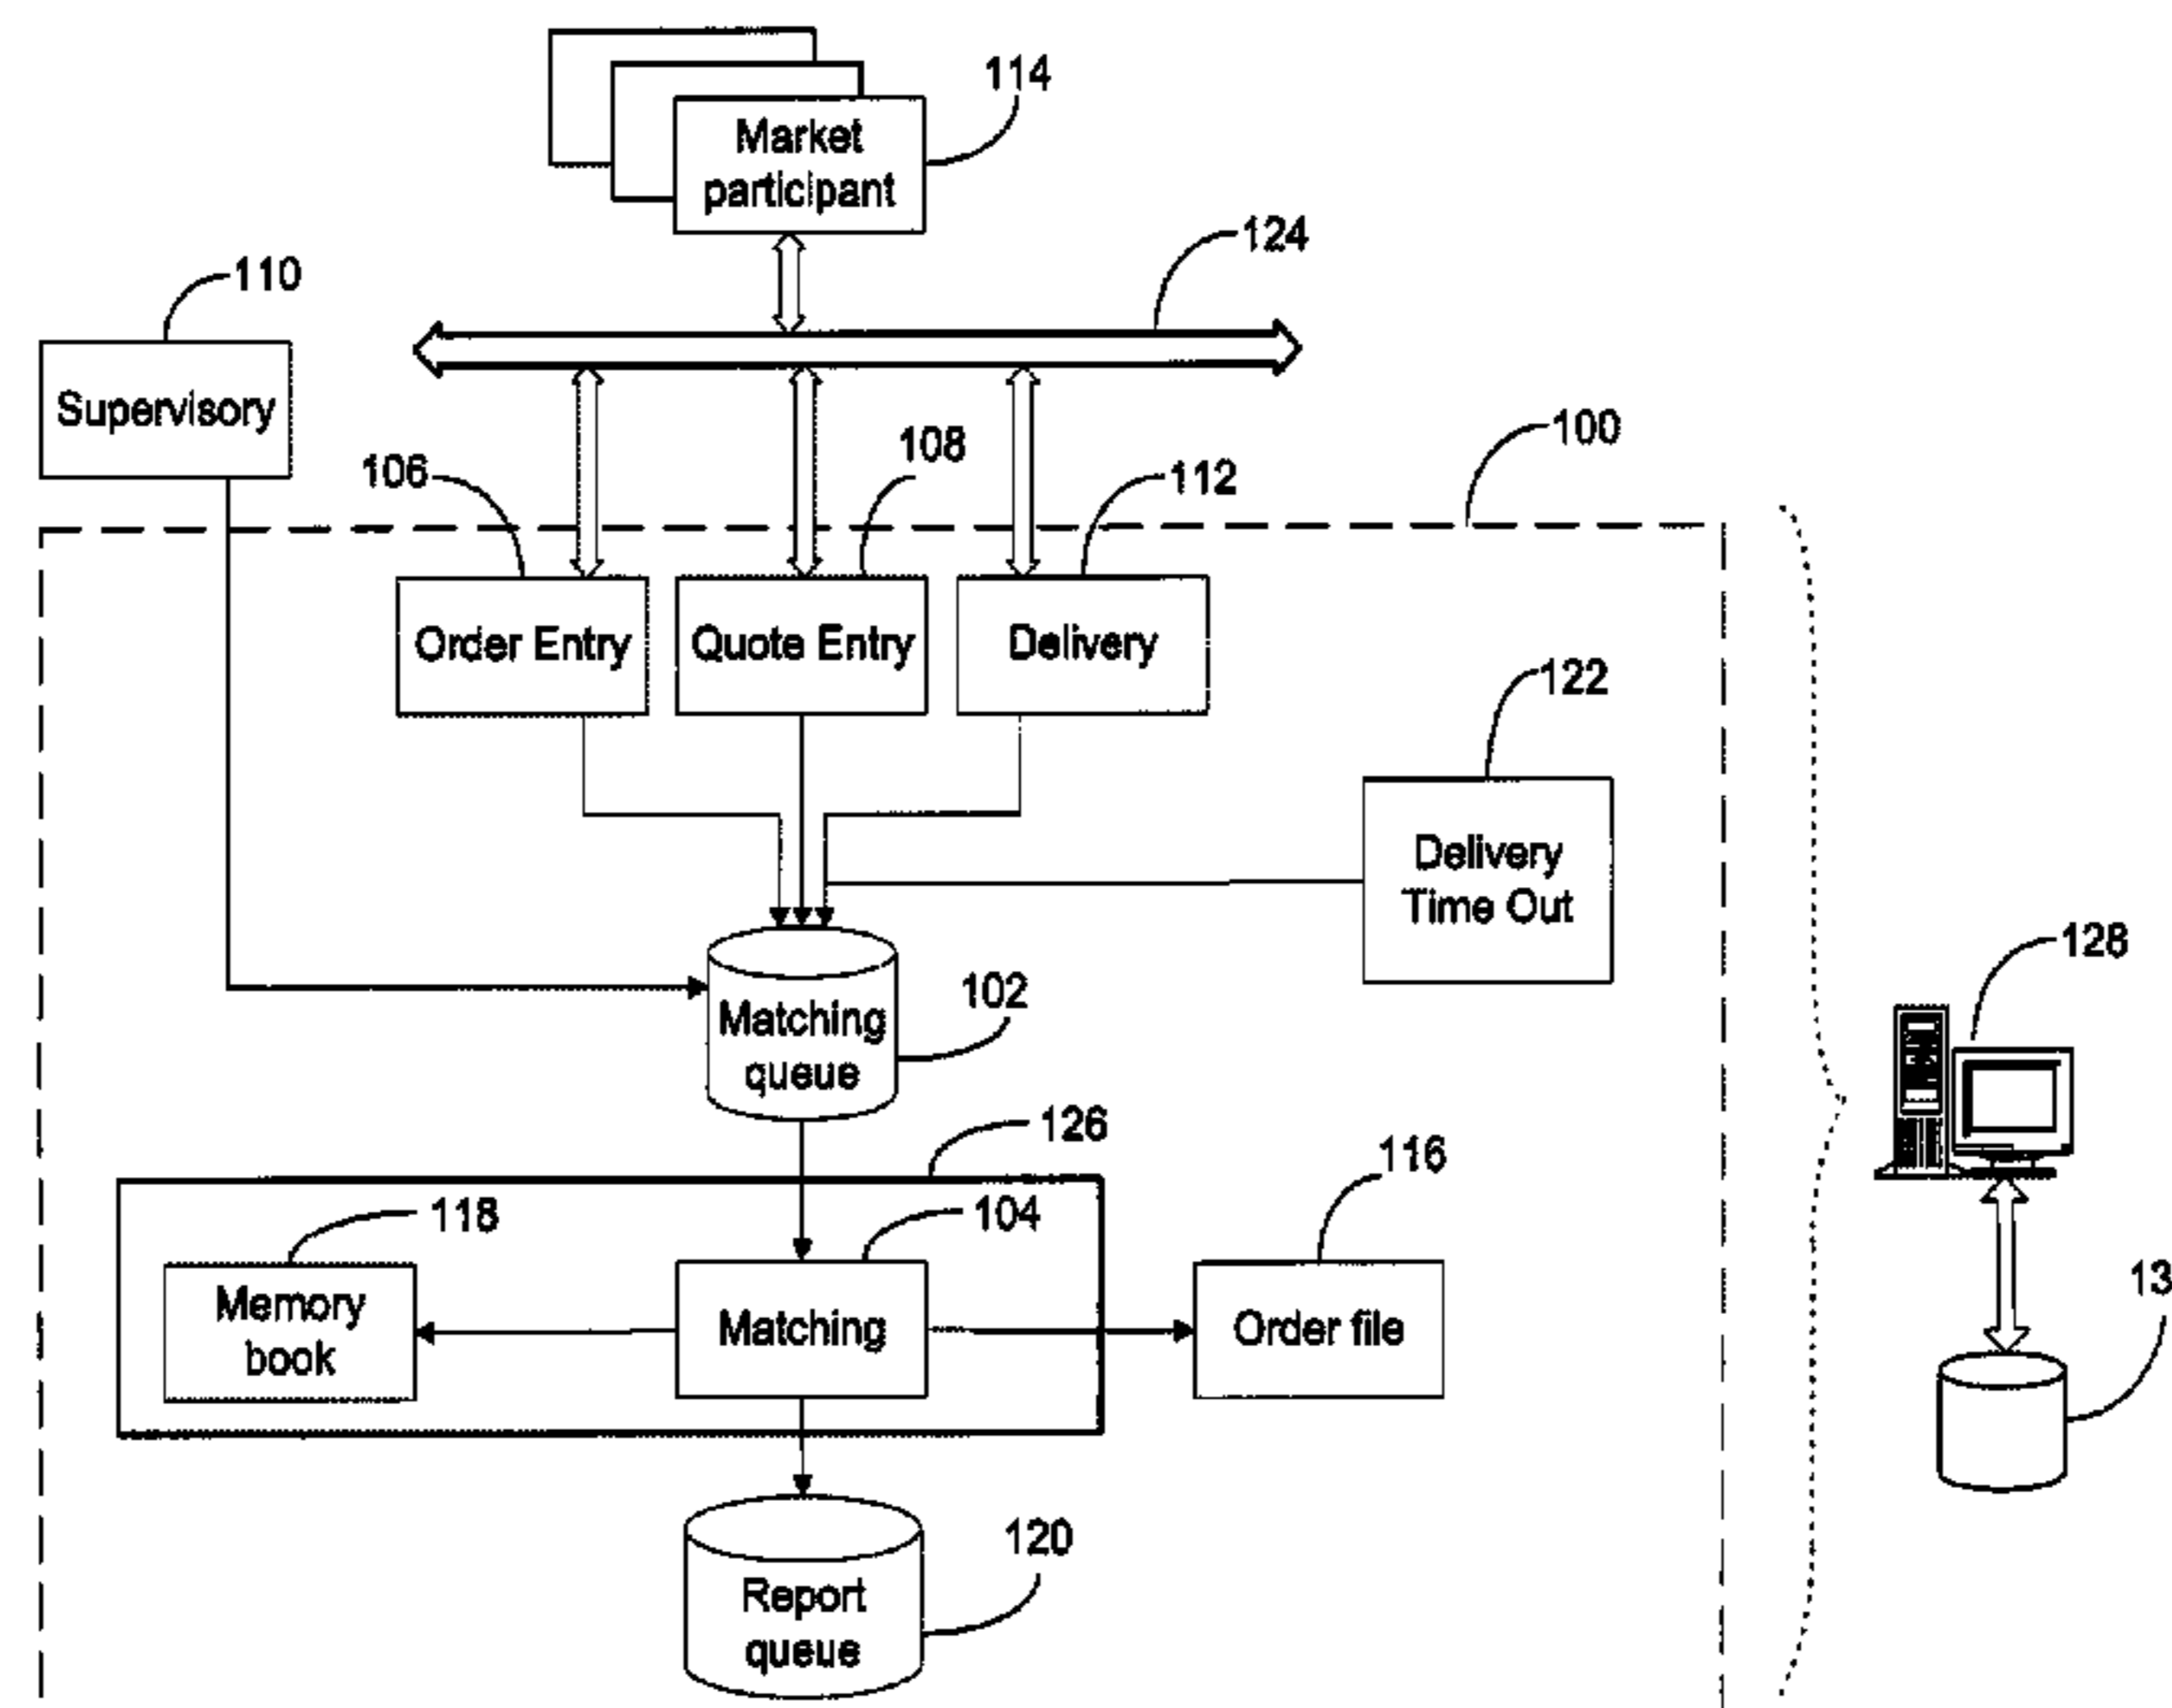 114
Market
participant
124
110
Supervisory
100
106
108
112
Order Entry
Quote Entry
Delivery
122
Delivery
Time Out
128
102
Matching
queue
126
116
118
104
13
Memory
book
Matching
Order file
120
Report
queue